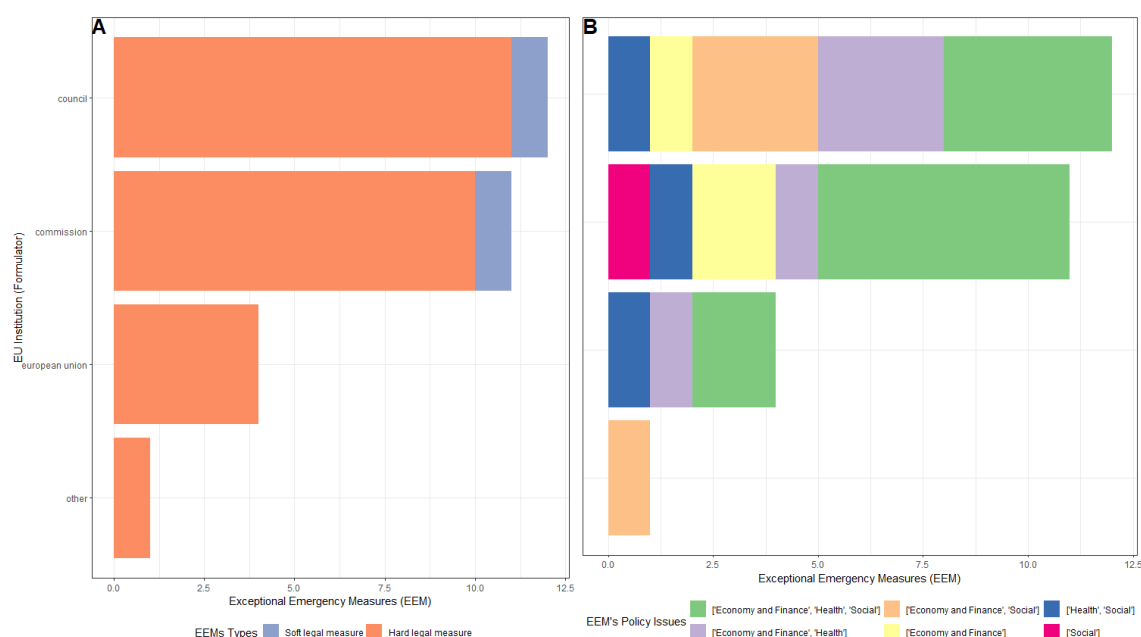 A
council
commission
european union
other
EU Institution (Formulator)
0.0 2.5 5.0 7.5 10.0 12.5
Exceptional Emergency Measures (EEM)
EEMs Types Soft legal measure Hard legal measure
B
0.0 2.5 5.0 7.5 10.0 12.5
Exceptional Emergency Measures (EEM)
EEM's Policy Issues
['Economy and Finance', 'Health', 'Social'] ['Economy and Finance', 'Social'] ['Health', 'Social']
['Economy and Finance', 'Health'] ['Economy and Finance'] ['Social']